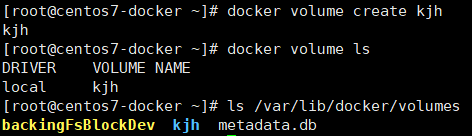 [root@centos7-docker ~]# docker volume create kjh
kjh
[root@centos7-docker ~]# docker volume ls
DRIVER    VOLUME NAME
local     kjh
[root@centos7-docker ~]# ls /var/lib/docker/volumes
backingFsBlockDev  kjh  metadata.db